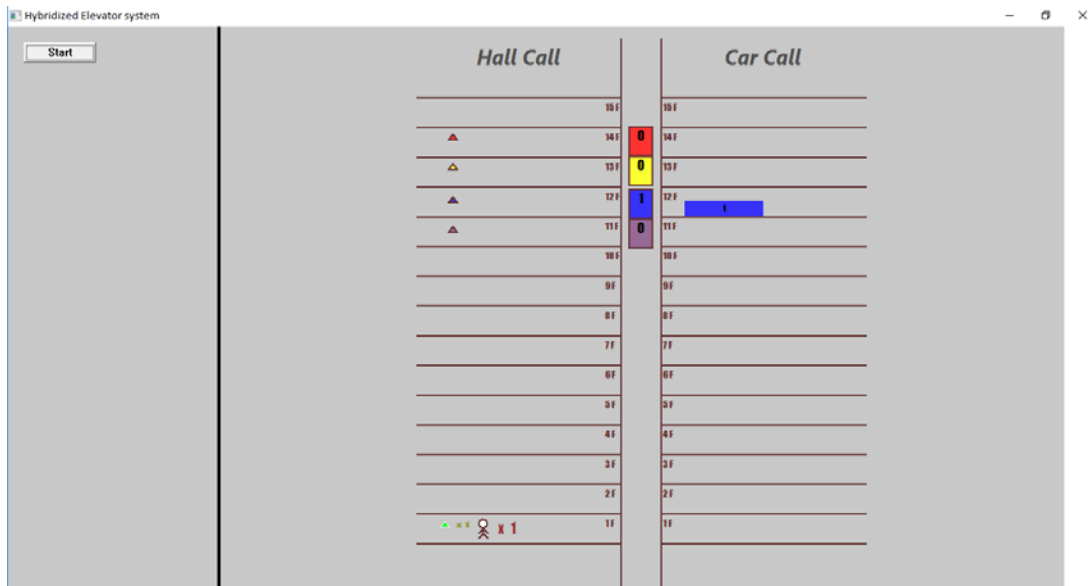 Hybridized Elevator system
Start
Hall Call Car Call
15F 15F
14F 0 14F
13F 0 13F
12F 1 12F
1
11F 0 11F
10F 10F
9F 9F
8F 8F
7F 7F
6F 6F
5F 5F
4F 4F
3F 3F
2F 2F
x 1 1F 1F